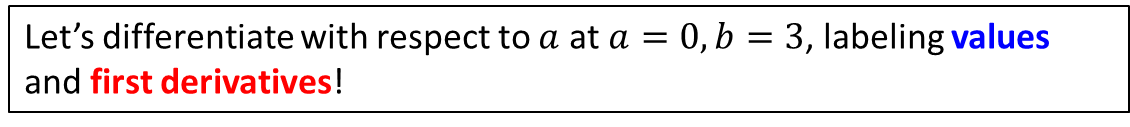 Let’s differentiate with respect to 𝑎 at 𝑎 = 0, 𝑏 = 3, labeling values
and first derivatives!